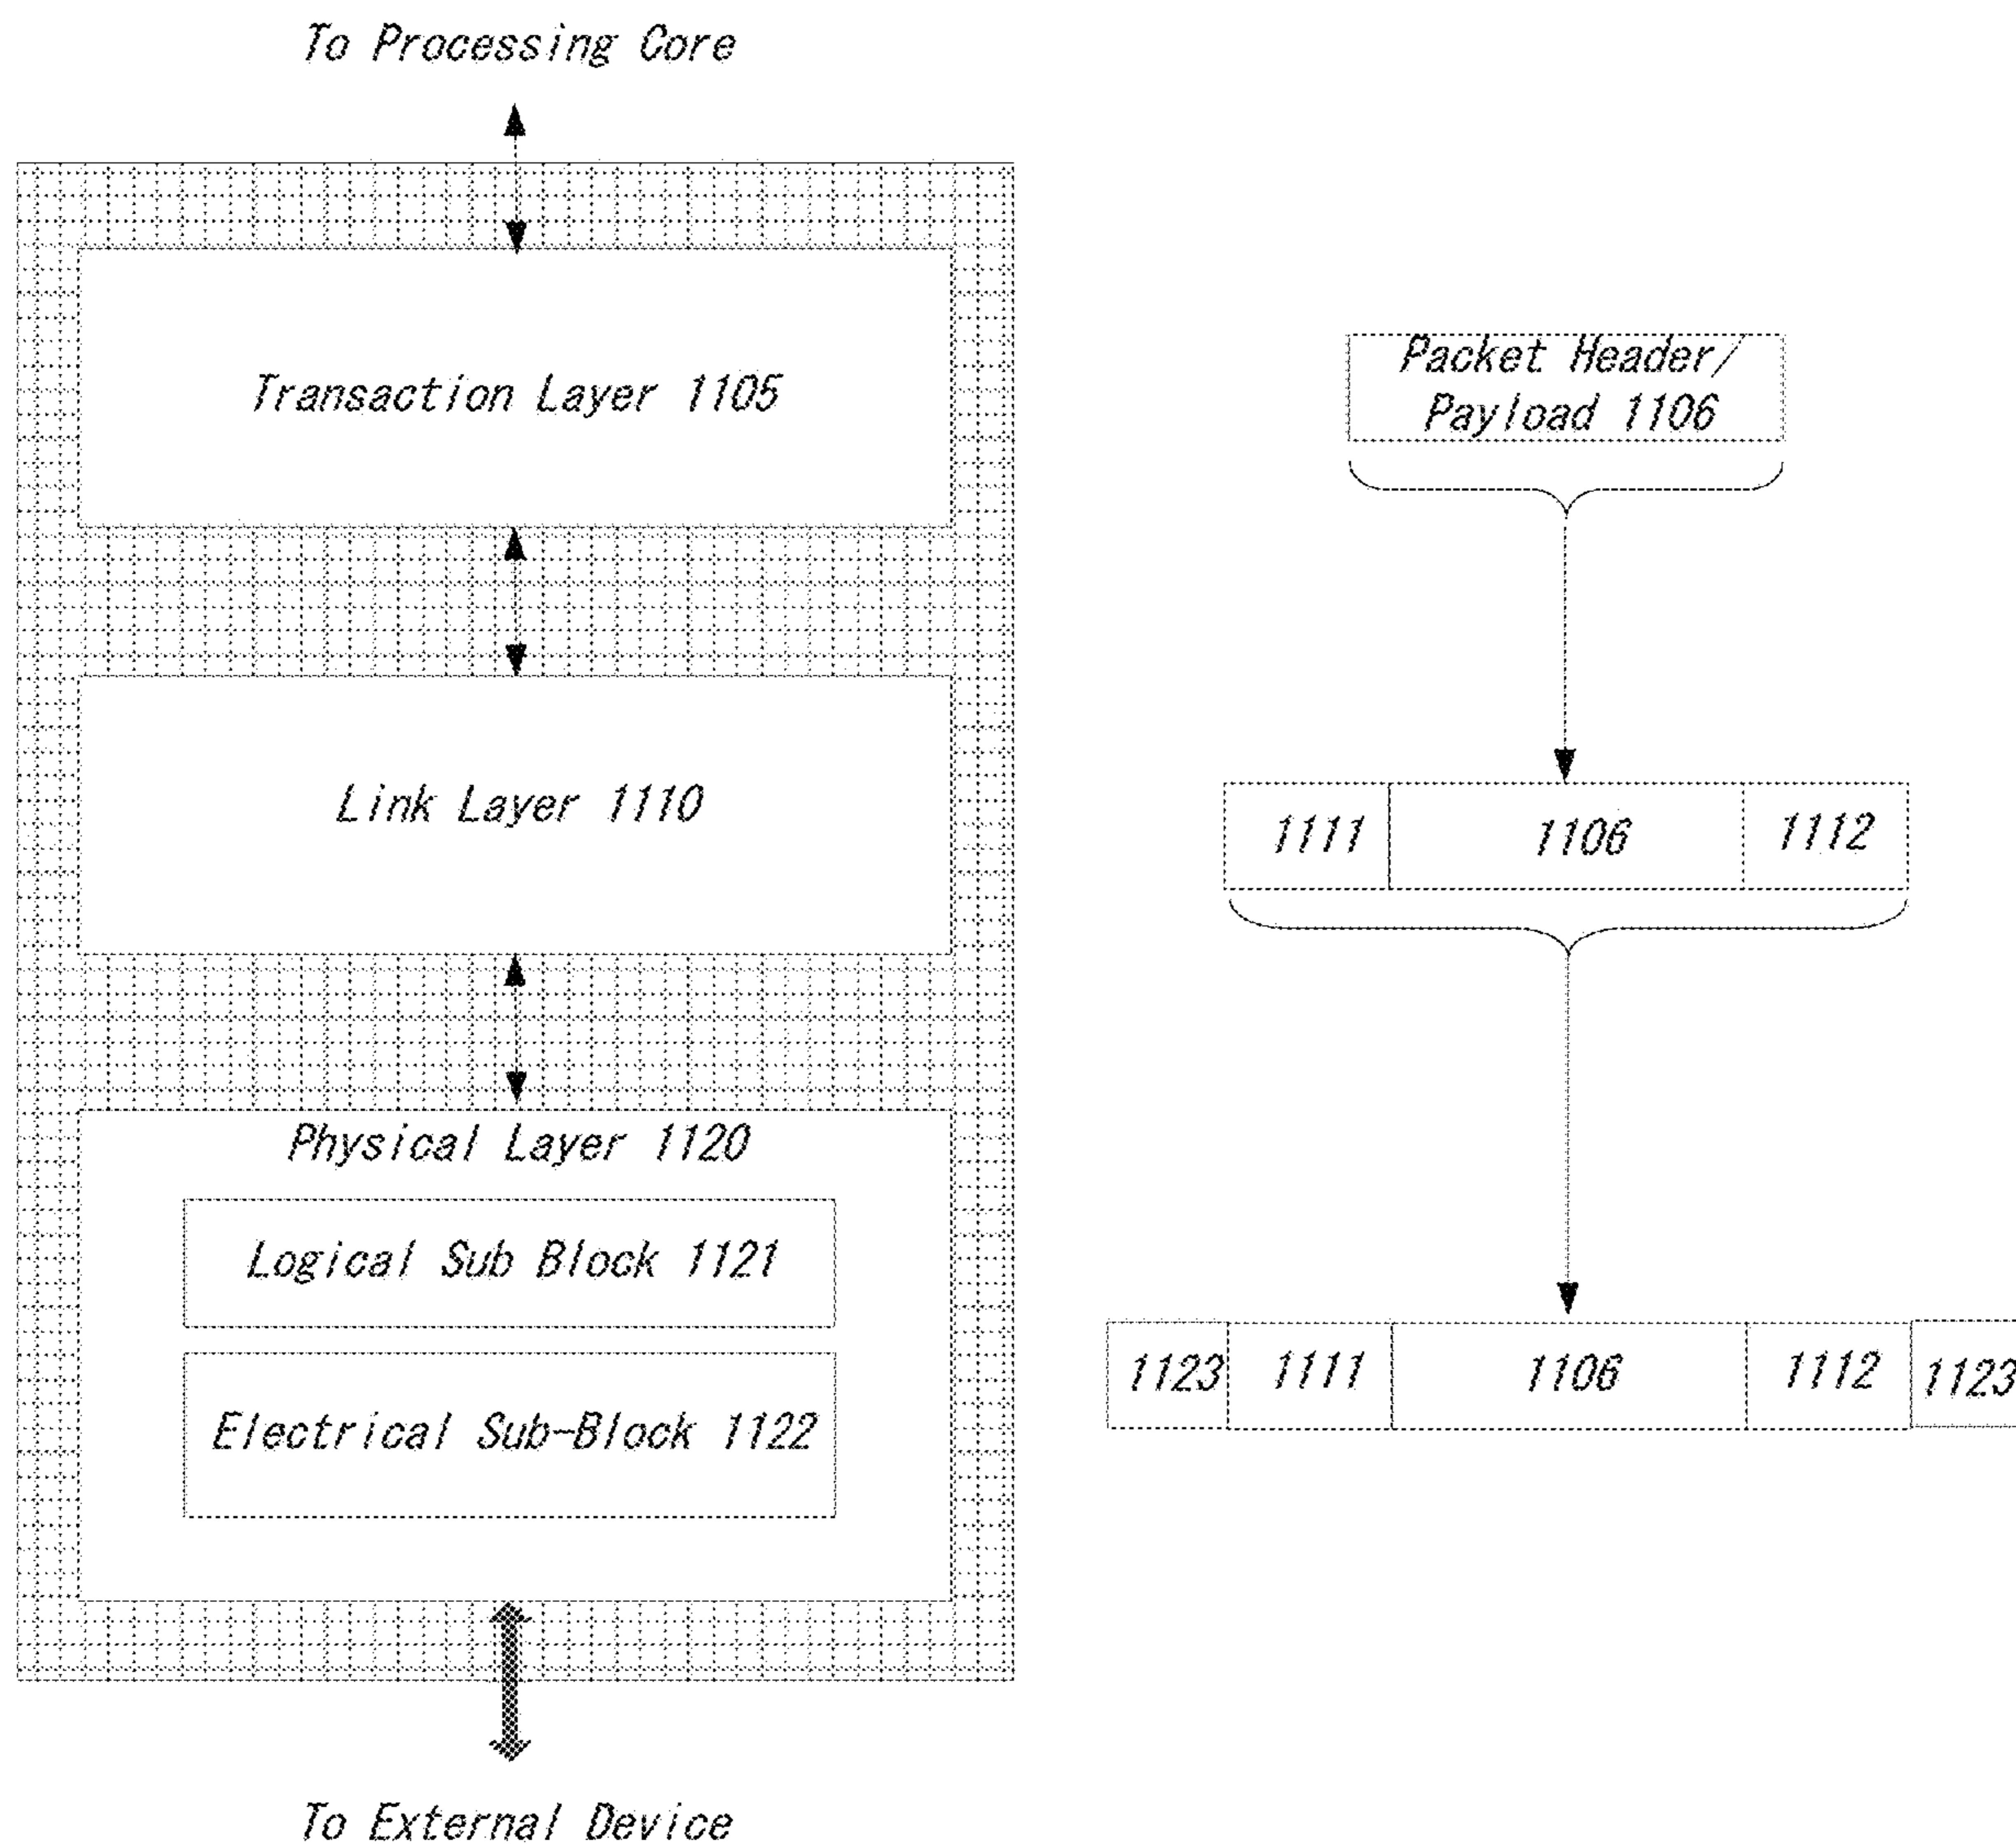 To Processing Core
Transaction Layer 1105
Packet Header/
Payload 1106
Link Layer 1110
1111 1106 1112
Physical Layer 1120
Logical Sub Block 1121
Electrical Sub-Block 1122
1123 1111 1106 1112 1123
To External Device